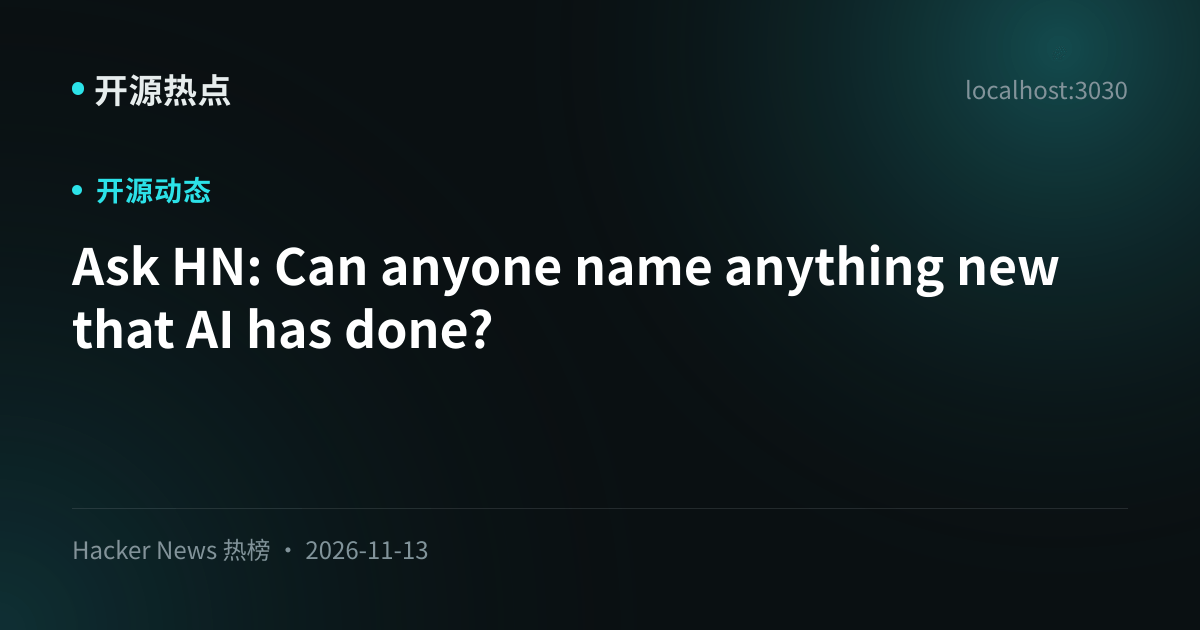 开源热点
localhost:3030
开源动态
Ask HN: Can anyone name anything new
that AI has done?
Hacker News 热榜 · 2026-11-13